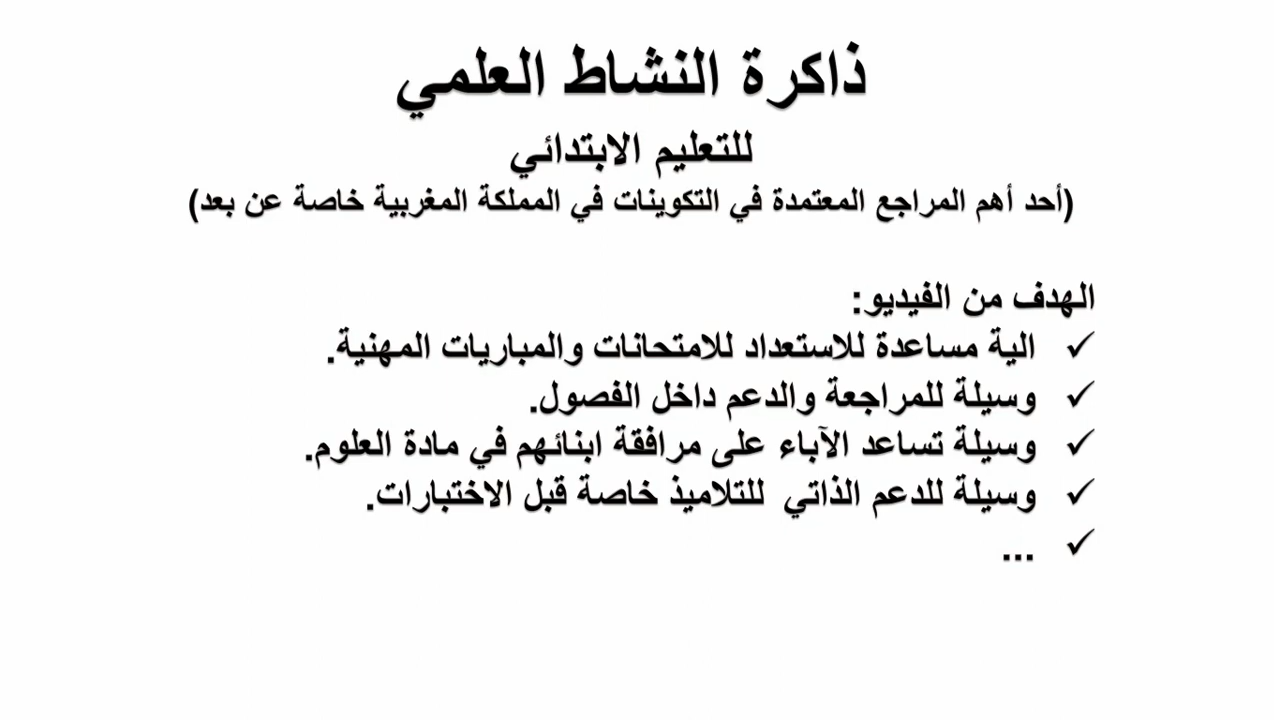 ذاكرة النشاط العلمي
للتعليم الابتدائي
(أحد أهم المراجع المعتمدة في التكوينات في المملكة المغربية خاصة عن بعد)
الهدف من الفيديو:
✓ الية مساعدة للاستعداد للامتحانات والمباريات المهنية.
✓ وسيلة للمراجعة والدعم داخل الفصول.
✓ وسيلة تساعد الآباء على مرافقة ابنائهم في مادة العلوم.
✓ وسيلة للدعم الذاتي للتلاميذ خاصة قبل الاختبارات.
✓ ...